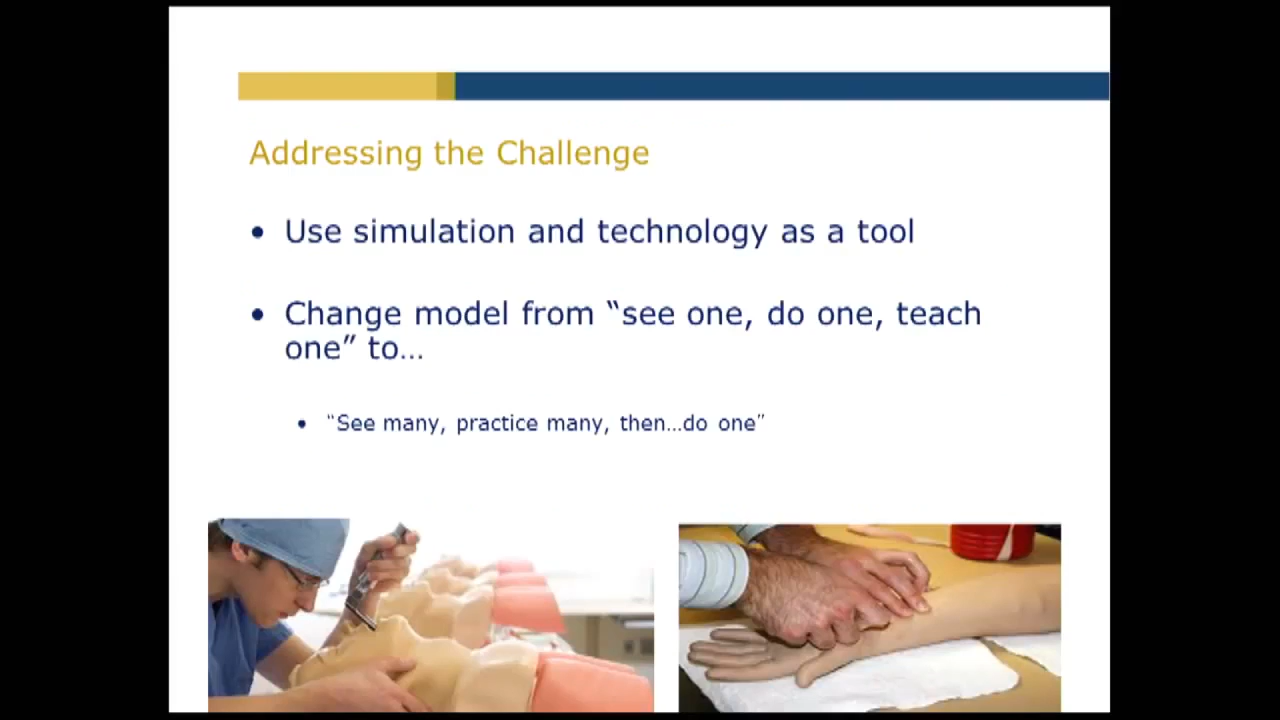 Addressing the Challenge
• Use simulation and technology as a tool
• Change model from “see one, do one, teach
one” to…
• “See many, practice many, then…do one”